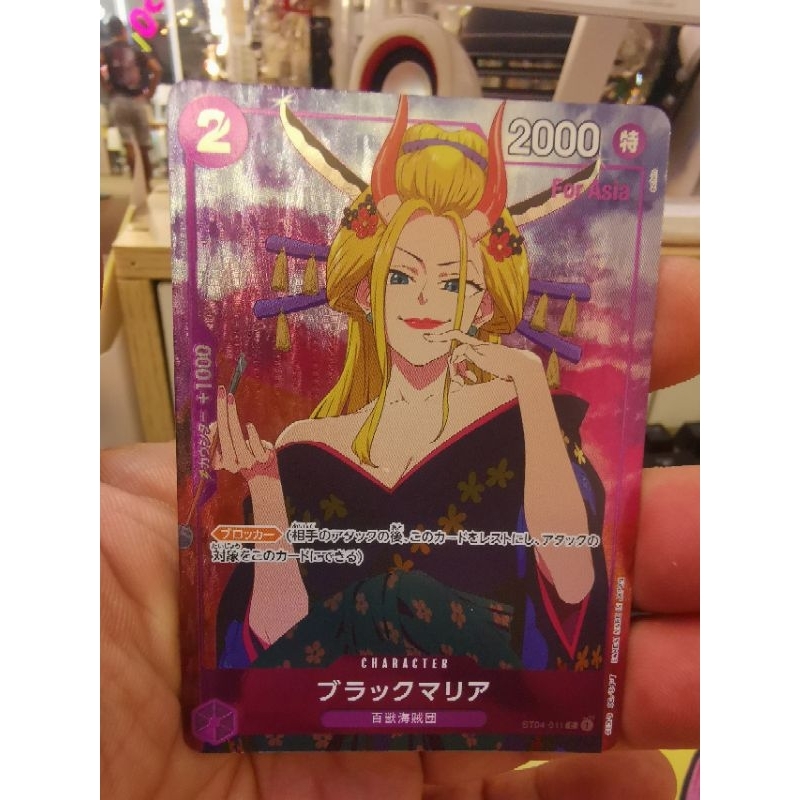 2
2000
特
For Asia
カウンター +1000
ブロッカー (相手のアタックの後、このカードをレストにし、アタックの
対象をこのカードにできる)
CHARACTER
ブラックマリア
百獣海賊団
ST04-011 C 1